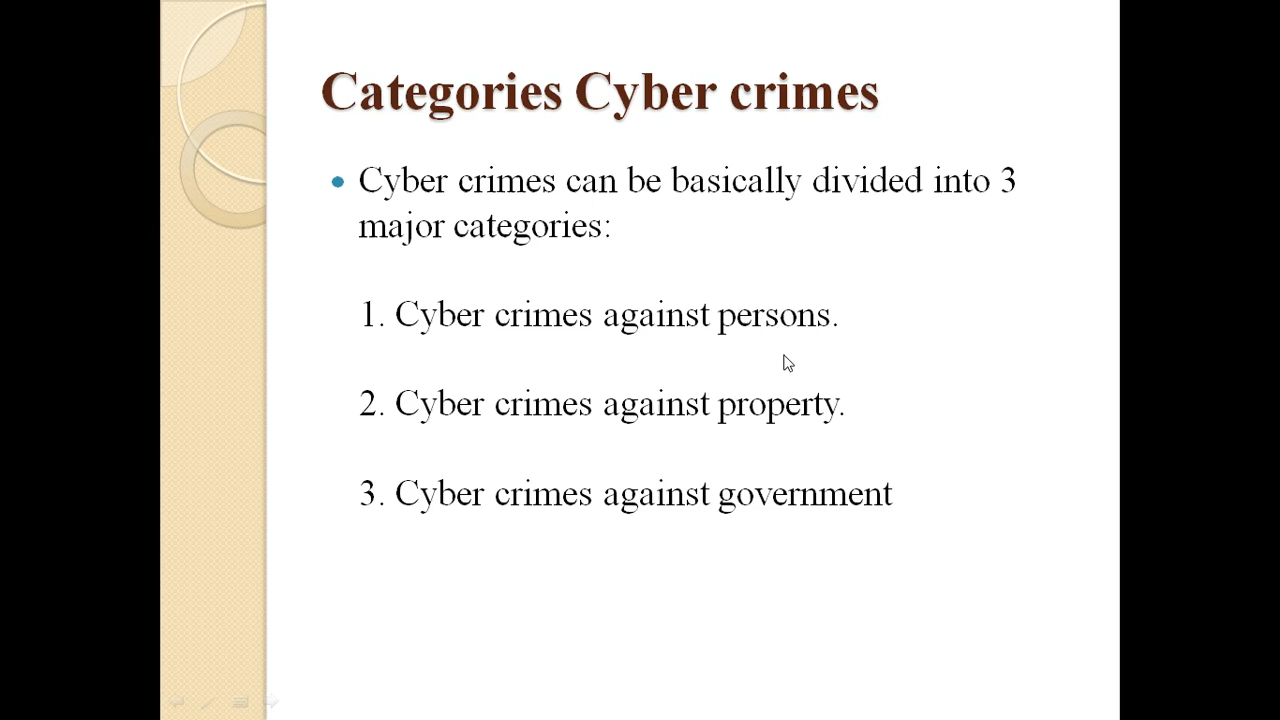 Categories Cyber crimes
Cyber crimes can be basically divided into 3
major categories:
1. Cyber crimes against persons.
2. Cyber crimes against property.
3. Cyber crimes against government